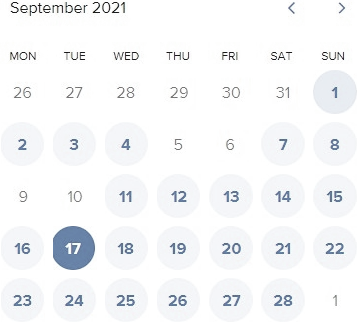 September 2021
MON TUE WED THU FRI SAT SUN
26 27 28 29 30 31 1
2 3 4 5 6 7 8
9 10 11 12 13 14 15
16 17 18 19 20 21 22
23 24 25 26 27 28 1